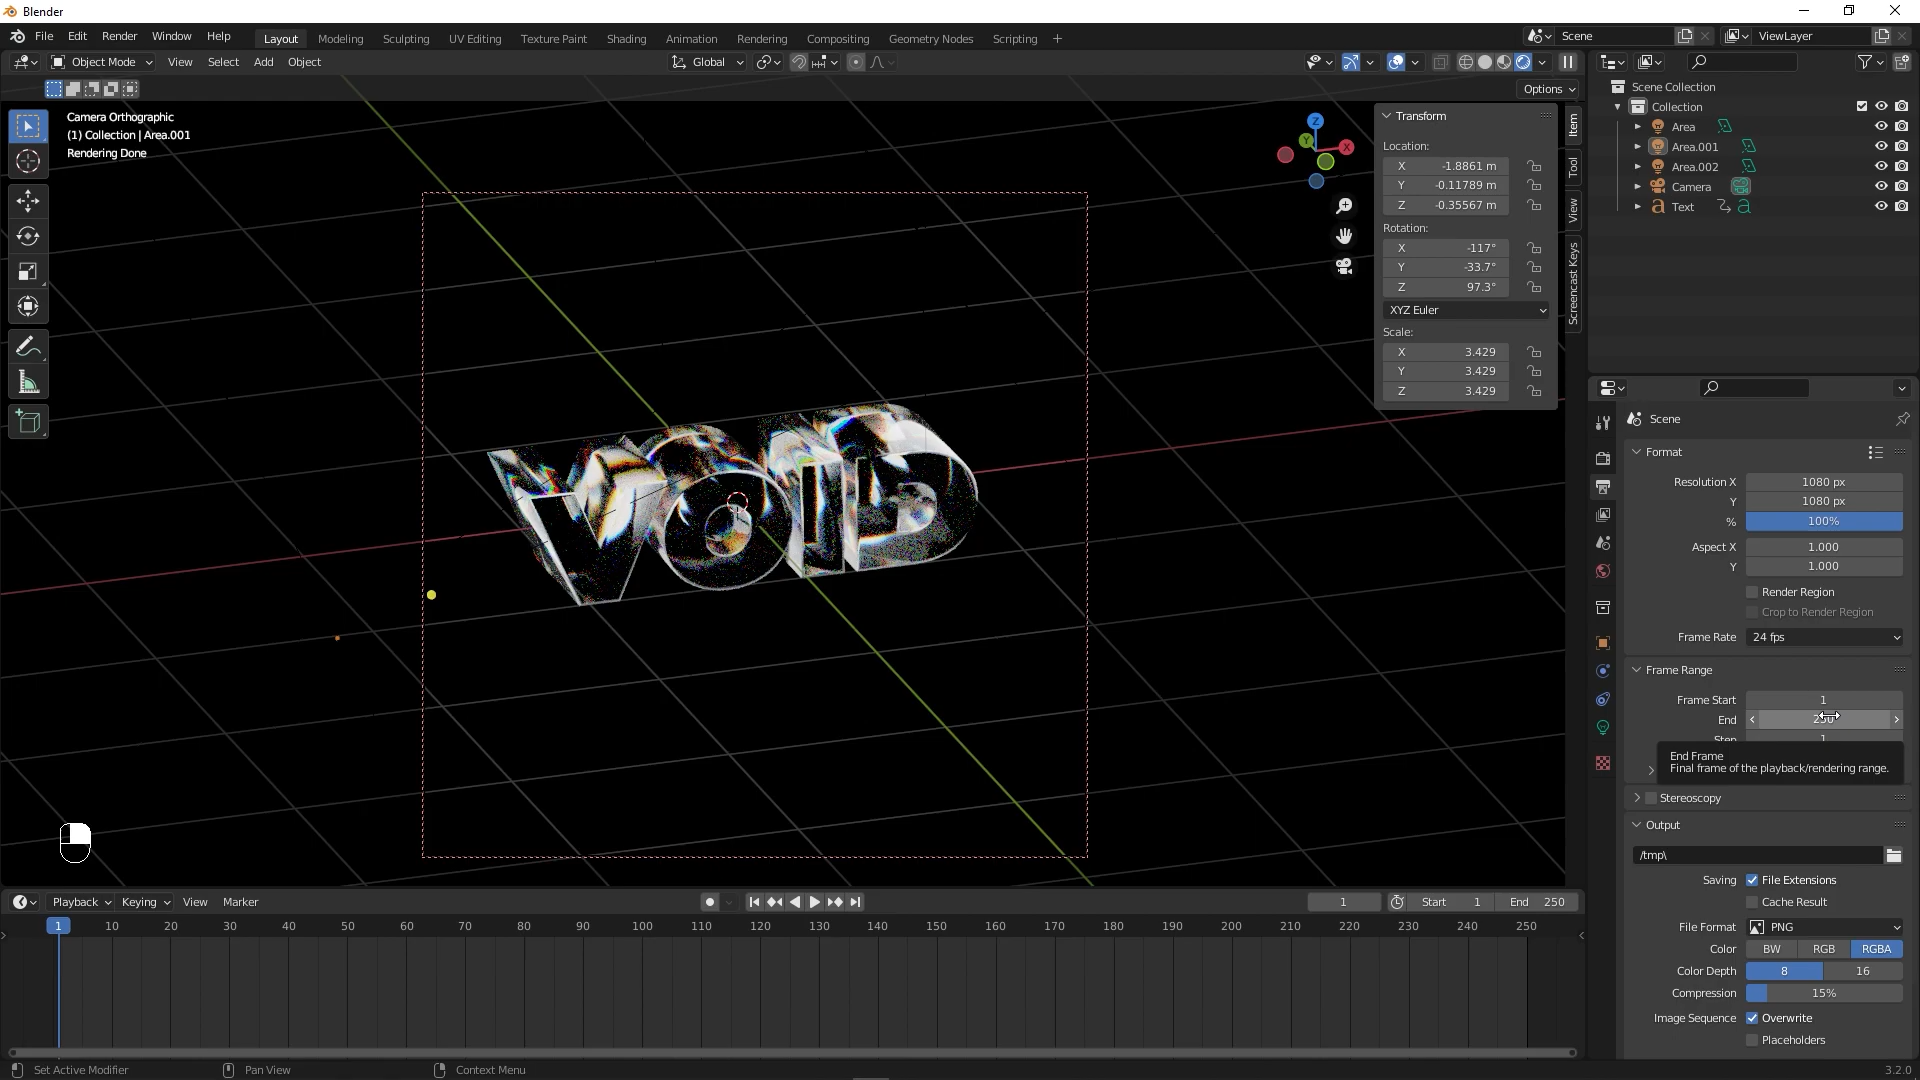 Blender
File Edit Render Window Help Layout Modeling Sculpting UV Editing Texture Paint Shading Animation Rendering Compositing Geometry Nodes Scripting + Scene ViewLayer
Object Mode View Select Add Object Global
Options
Camera Orthographic
(1) Collection | Area.001
Rendering Done
VOID
Z
Y
X
Transform
Location:
X -1.8861 m
Y -0.11789 m
Z -0.35567 m
Rotation:
X -117°
Y -33.7°
Z 97.3°
XYZ Euler
Scale:
X 3.429
Y 3.429
Z 3.429
Item
Tool
View
Screencast Keys
Scene Collection
Collection
Area
Area.001
Area.002
Camera
Text
Scene
Format
Resolution X 1080 px
Y 1080 px
% 100%
Aspect X 1.000
Y 1.000
Render Region
Crop to Render Region
Frame Rate 24 fps
Frame Range
Frame Start 1
End 250
Step 1
End Frame
Final frame of the playback/rendering range.
Stereoscopy
Output
/tmp\
Saving File Extensions
Cache Result
File Format PNG
Color BW RGB RGBA
Color Depth 8 16
Compression 15%
Image Sequence Overwrite
Placeholders
Playback Keying View Marker 1 Start 1 End 250
1 10 20 30 40 50 60 70 80 90 100 110 120 130 140 150 160 170 180 190 200 210 220 230 240 250
Set Active Modifier Pan View Context Menu 3.2.0